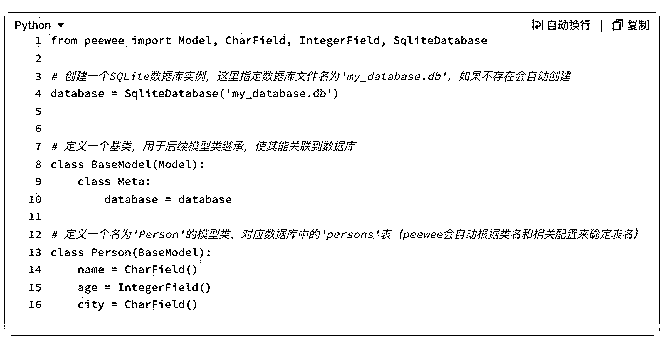 Python ▼ 自动换行 | 复制
1 from peewee import Model, CharField, IntegerField, SqliteDatabase
2
3 # 创建一个SQLite数据库实例，这里指定数据库文件名为'my_database.db'，如果不存在会自动创建
4 database = SqliteDatabase('my_database.db')
5
6
7 # 定义一个基类，用于后续模型类继承，使其能关联到数据库
8 class BaseModel(Model):
9     class Meta:
10         database = database
11
12 # 定义一个名为'Person'的模型类，对应数据库中的'persons'表（peewee会自动根据类名和相关配置来确定表名）
13 class Person(BaseModel):
14     name = CharField()
15     age = IntegerField()
16     city = CharField()